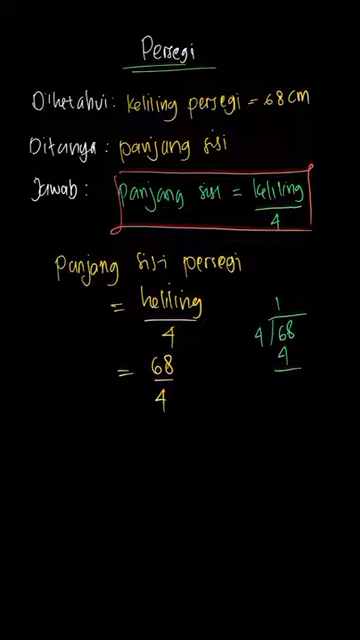 Persegi
Diketahui: keliling persegi = 68 cm
Ditanya: panjang sisi
Jawab: panjang sisi = keliling
4
panjang sisi persegi
= keliling
4
1
4 68
4
= 68
4